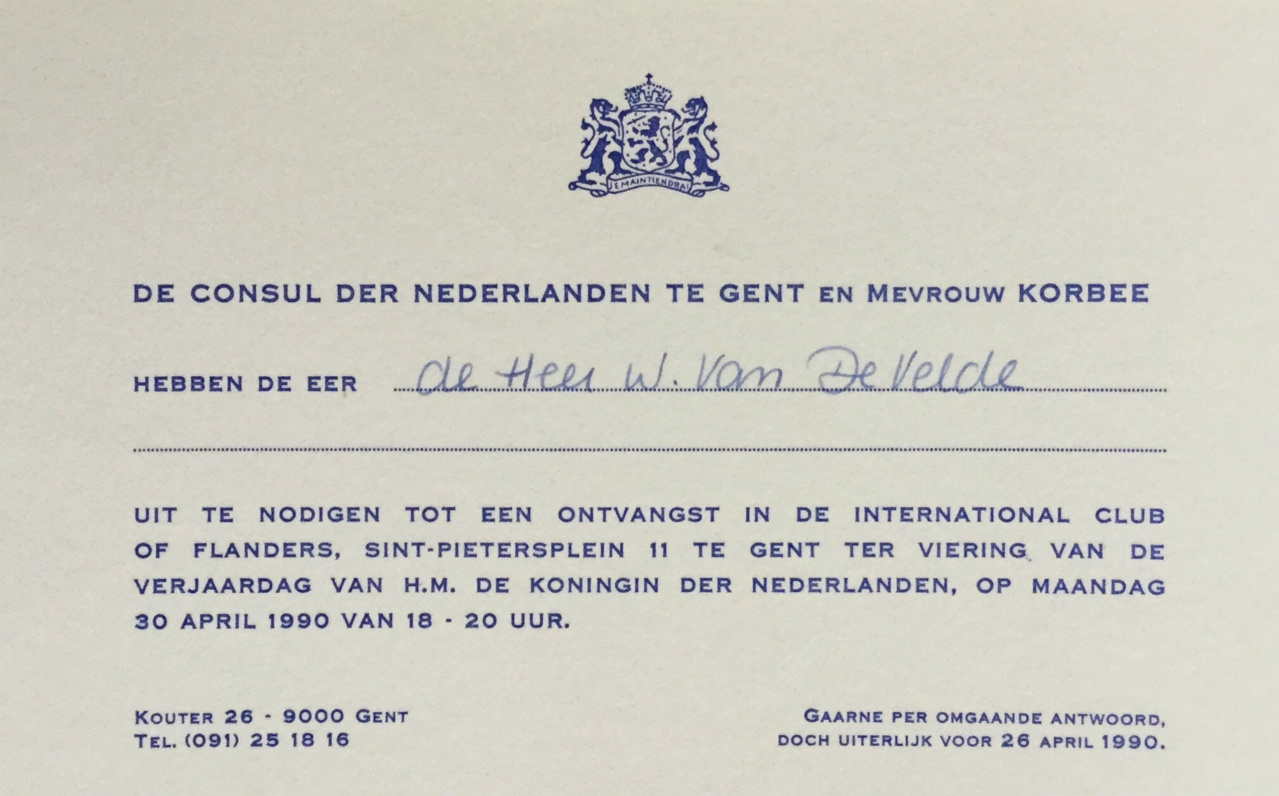 JE MAINTIENDRAI
DE CONSUL DER NEDERLANDEN TE GENT EN MEVROUW KORBEE
HEBBEN DE EER de Heer W. Van De Velde
UIT TE NODIGEN TOT EEN ONTVANGST IN DE INTERNATIONAL CLUB
OF FLANDERS, SINT-PIETERSPLEIN 11 TE GENT TER VIERING VAN DE
VERJAARDAG VAN H.M. DE KONINGIN DER NEDERLANDEN, OP MAANDAG
30 APRIL 1990 VAN 18 - 20 UUR.
KOUTER 26 - 9000 GENT
TEL. (091) 25 18 16
GAARNE PER OMGAANDE ANTWOORD,
DOCH UITERLIJK VOOR 26 APRIL 1990.